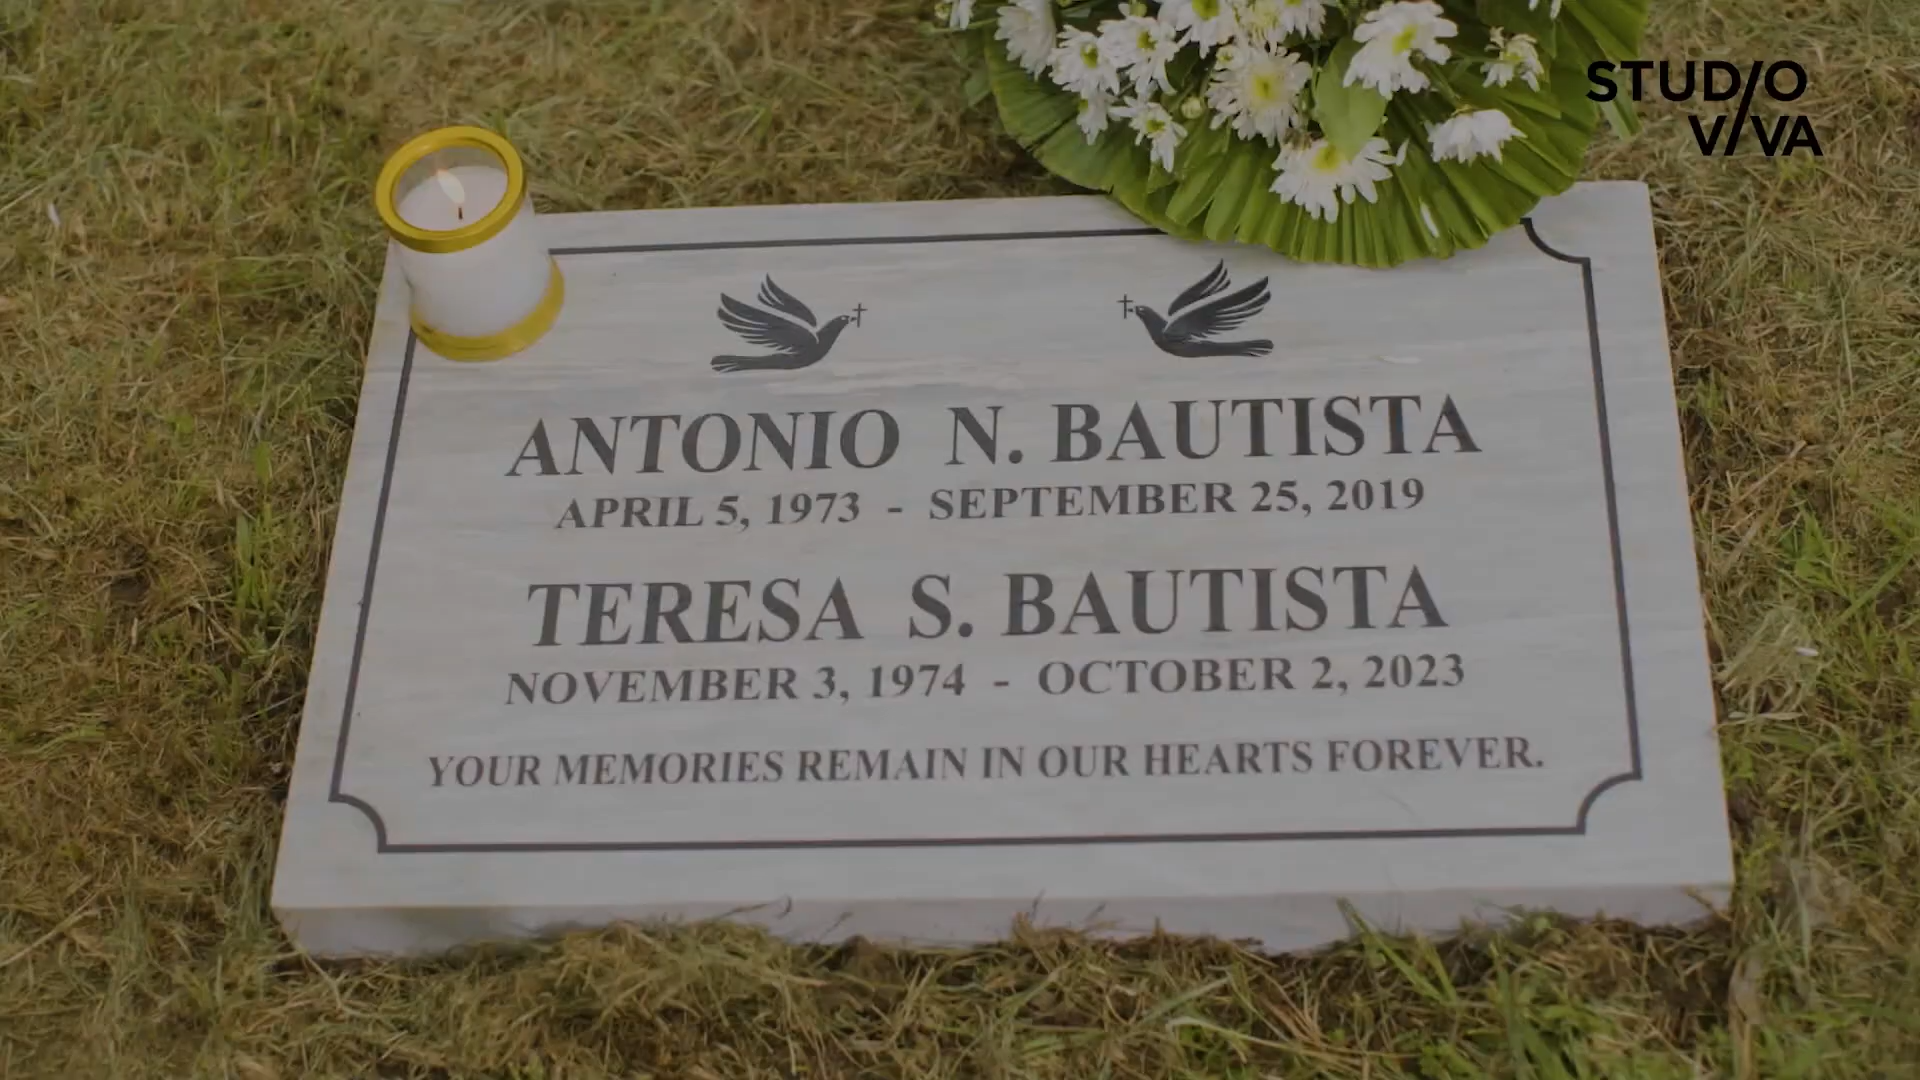 STUDIO
VIVA
ANTONIO N. BAUTISTA
APRIL 5, 1973 - SEPTEMBER 25, 2019
TERESA S. BAUTISTA
NOVEMBER 3, 1974 - OCTOBER 2, 2023
YOUR MEMORIES REMAIN IN OUR HEARTS FOREVER.